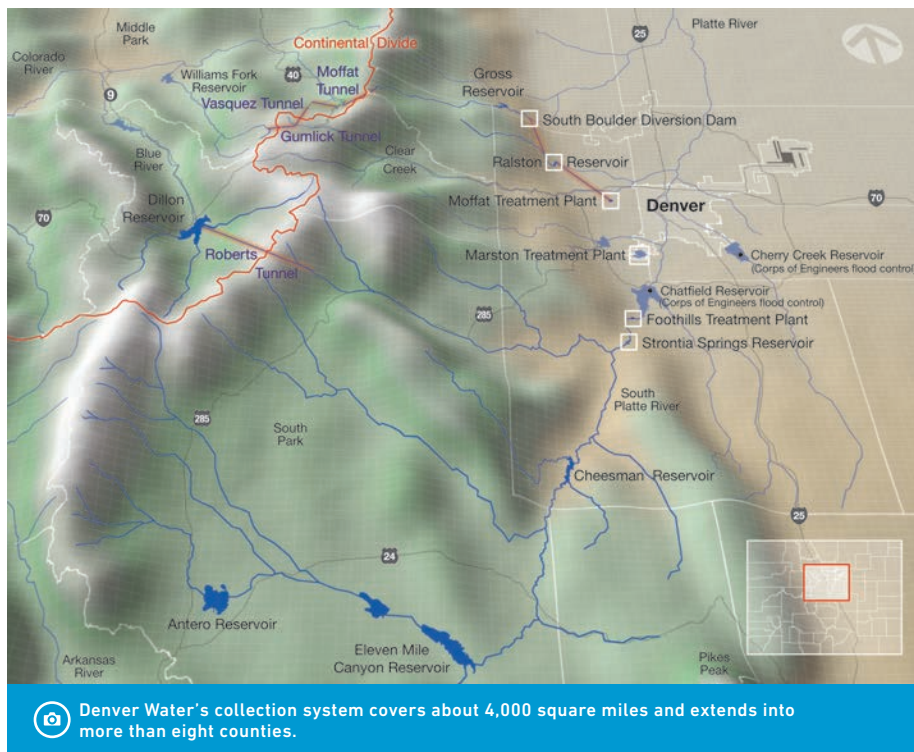 Middle
Park
Platte River
25
Continental Divide
Colorado
River
Williams Fork
Reservoir
40
Moffat
Tunnel
Gross
Reservoir
9
Vasquez Tunnel
South Boulder Diversion Dam
Gumlick Tunnel
Clear
Creek
Blue
River
Ralston Reservoir
Dillon
Reservoir
Moffat Treatment Plant
Denver
70
70
Roberts
Tunnel
Marston Treatment Plant
Cherry Creek Reservoir
(Corps of Engineers flood control)
Chatfield Reservoir
(Corps of Engineers flood control)
285
Foothills Treatment Plant
Strontia Springs Reservoir
South
Platte River
285
South
Park
Cheesman Reservoir
25
24
Antero Reservoir
Eleven Mile
Canyon Reservoir
Arkansas
River
Pikes
Peak
Denver Water's collection system covers about 4,000 square miles and extends into
more than eight counties.